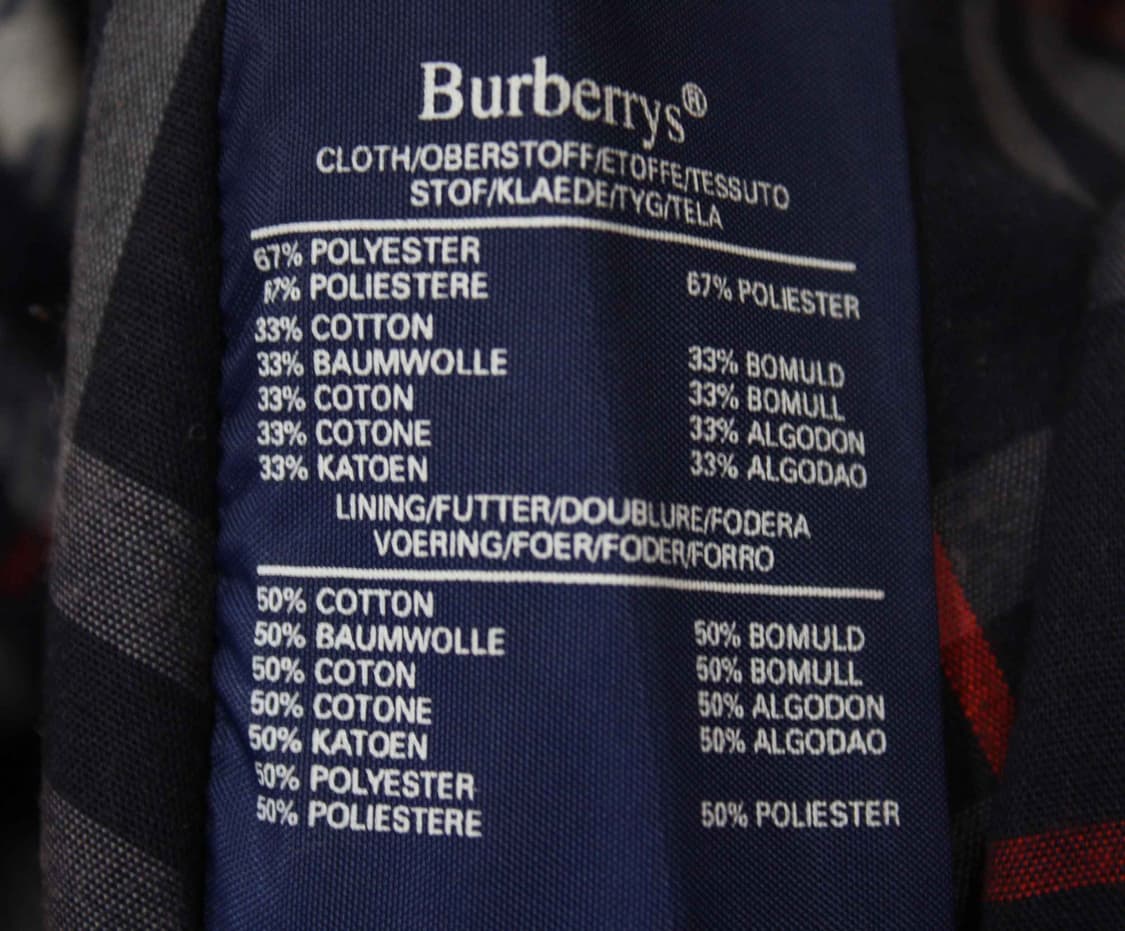 Burberrys®
CLOTH/OBERSTOFF/ETOFFE/TESSUTO
STOF/KLAEDE/TYG/TELA
67% POLYESTER
67% POLIESTERE 67% POLIESTER
33% COTTON
33% BAUMWOLLE 33% BOMULD
33% COTON 33% BOMULL
33% COTONE 33% ALGODON
33% KATOEN 33% ALGODAO
LINING/FUTTER/DOUBLURE/FODERA
VOERING/FOER/FODER/FORRO
50% COTTON
50% BAUMWOLLE 50% BOMULD
50% COTON 50% BOMULL
50% COTONE 50% ALGODON
50% KATOEN 50% ALGODAO
50% POLYESTER
50% POLIESTERE 50% POLIESTER